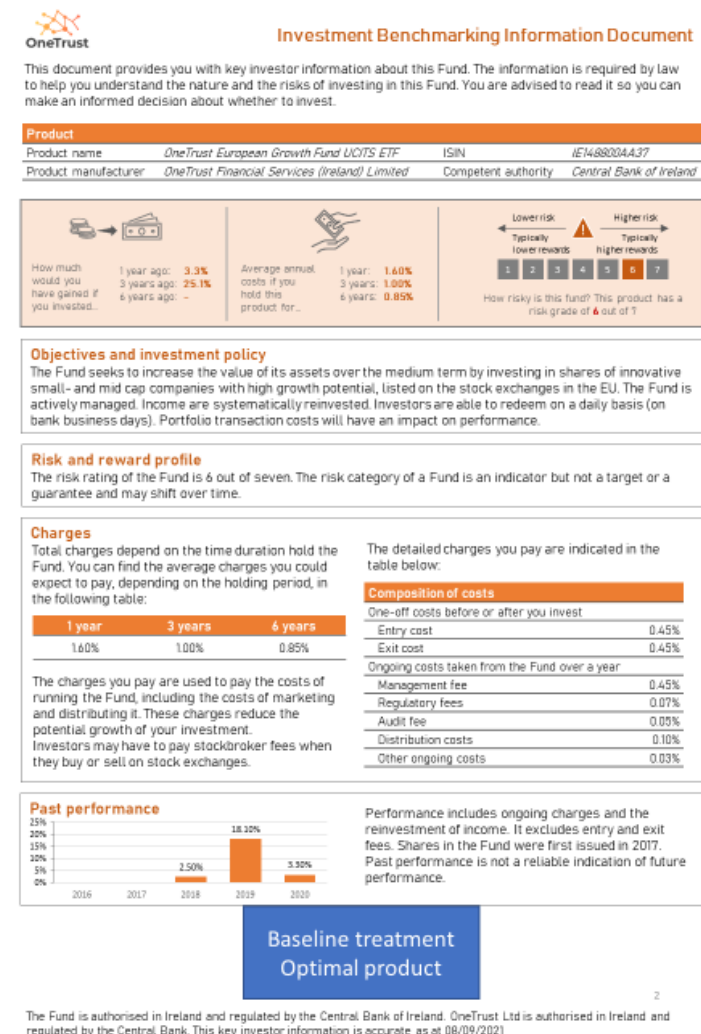 OneTrust
Investment Benchmarking Information Document
This document provides you with key investor information about this Fund. The information is required by law
to help you understand the nature and the risks of investing in this Fund. You are advised to read it so you can
make an informed decision about whether to invest.
Product
Product name OneTrust European Growth Fund UCITS ETF ISIN IE148800AA37
Product manufacturer OneTrust Financial Services (Ireland) Limited Competent authority Central Bank of Ireland
How much
would you
have gained if
you invested...
1 year ago: 3.3%
3 years ago: 25.1%
6 years ago: –
Average annual
costs if you
hold this
product for...
1 year: 1.60%
3 years: 1.00%
6 years: 0.85%
Lower risk Higher risk
Typically Typically
lower rewards higher rewards
1 2 3 4 5 6 7
How risky is this fund? This product has a
risk grade of 6 out of 7
Objectives and investment policy
The Fund seeks to increase the value of its assets over the medium term by investing in shares of innovative
small- and mid cap companies with high growth potential, listed on the stock exchanges in the EU. The Fund is
actively managed. Income are systematically reinvested. Investors are able to redeem on a daily basis (on
bank business days). Portfolio transaction costs will have an impact on performance.
Risk and reward profile
The risk rating of the Fund is 6 out of seven. The risk category of a Fund is an indicator but not a target or a
guarantee and may shift over time.
Charges
Total charges depend on the time duration hold the
Fund. You can find the average charges you could
expect to pay, depending on the holding period, in
the following table:
1 year 3 years 6 years
1.60% 1.00% 0.85%
The charges you pay are used to pay the costs of
running the Fund, including the costs of marketing
and distributing it. These charges reduce the
potential growth of your investment.
Investors may have to pay stockbroker fees when
they buy or sell on stock exchanges.
The detailed charges you pay are indicated in the
table below:
Composition of costs
One-off costs before or after you invest
Entry cost 0.45%
Exit cost 0.45%
Ongoing costs taken from the Fund over a year
Management fee 0.45%
Regulatory fees 0.07%
Audit fee 0.05%
Distribution costs 0.10%
Other ongoing costs 0.03%
Past performance
25%
20%
15%
10%
5%
0%
2.50% 18.10% 3.30%
2016 2017 2018 2019 2020
Performance includes ongoing charges and the
reinvestment of income. It excludes entry and exit
fees. Shares in the Fund were first issued in 2017.
Past performance is not a reliable indication of future
performance.
Baseline treatment
Optimal product
2
The Fund is authorised in Ireland and regulated by the Central Bank of Ireland. OneTrust Ltd is authorised in Ireland and
regulated by the Central Bank. This key investor information is accurate as at 08/09/2021